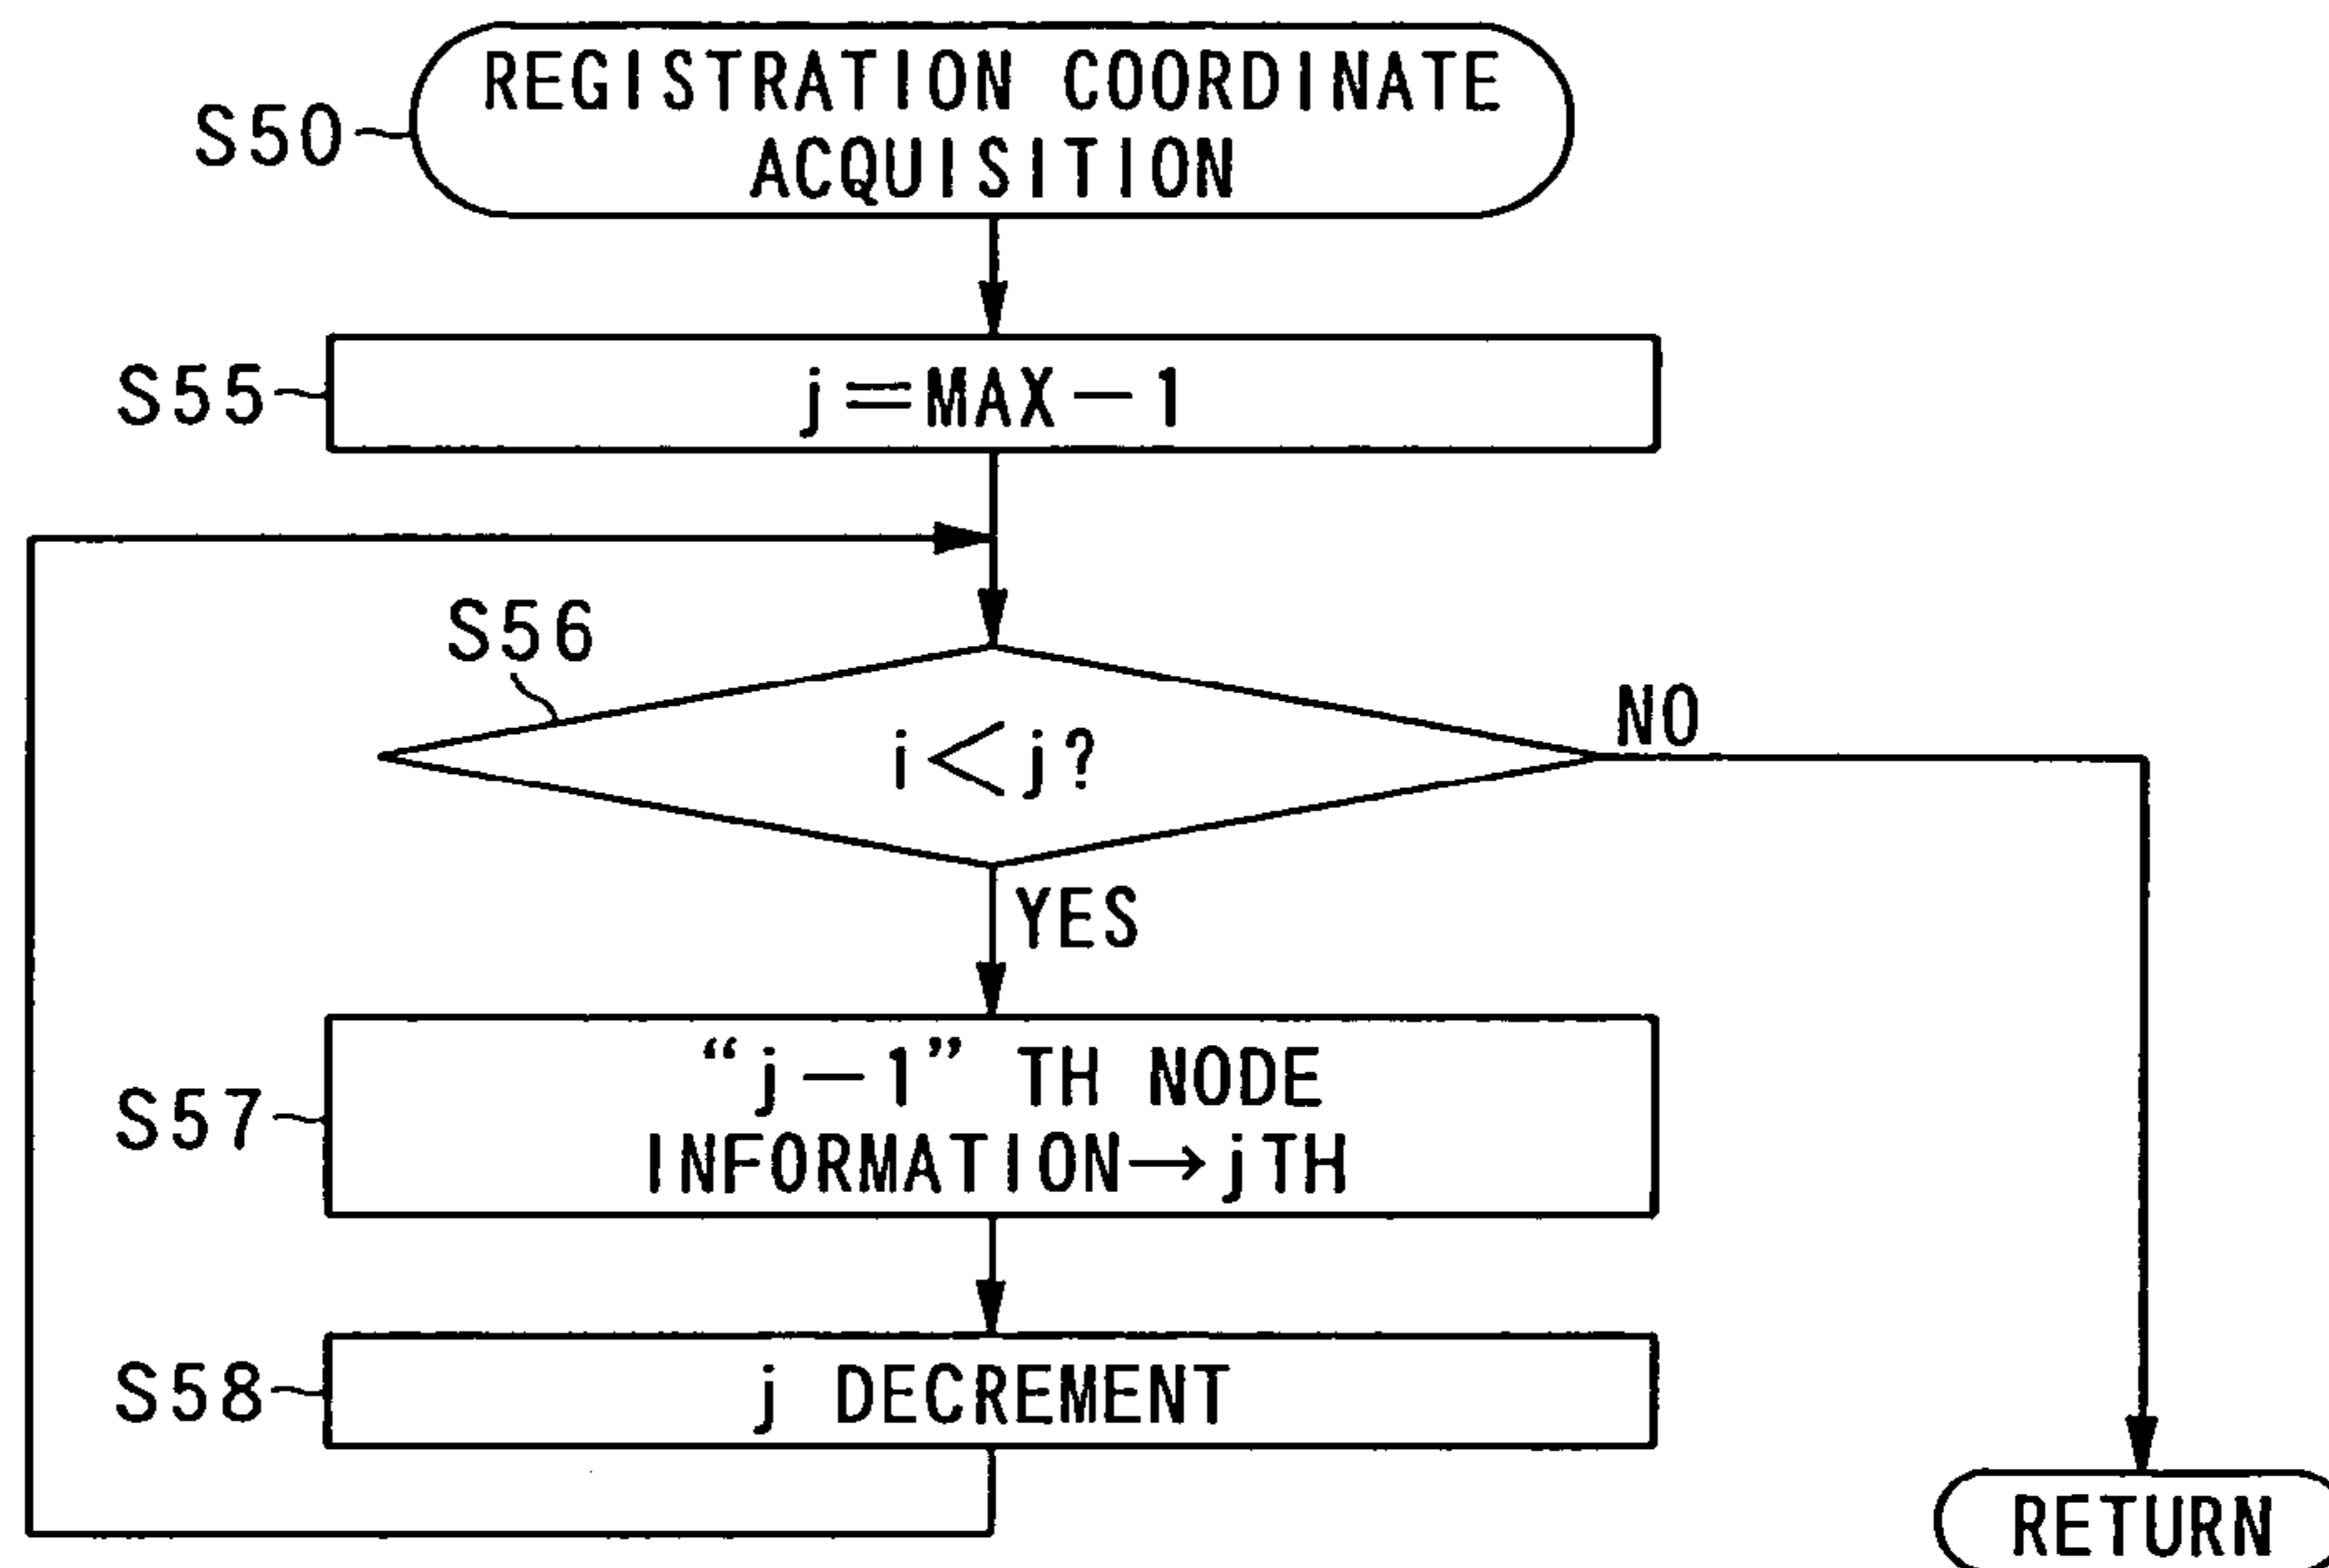 REGISTRATION COORDINATE
ACQUISITION
S50
S55
j=MAX-1
S56
i<j?
NO
YES
S57
“j-1” TH NODE
INFORMATION→jTH
S58
j DECREMENT
RETURN